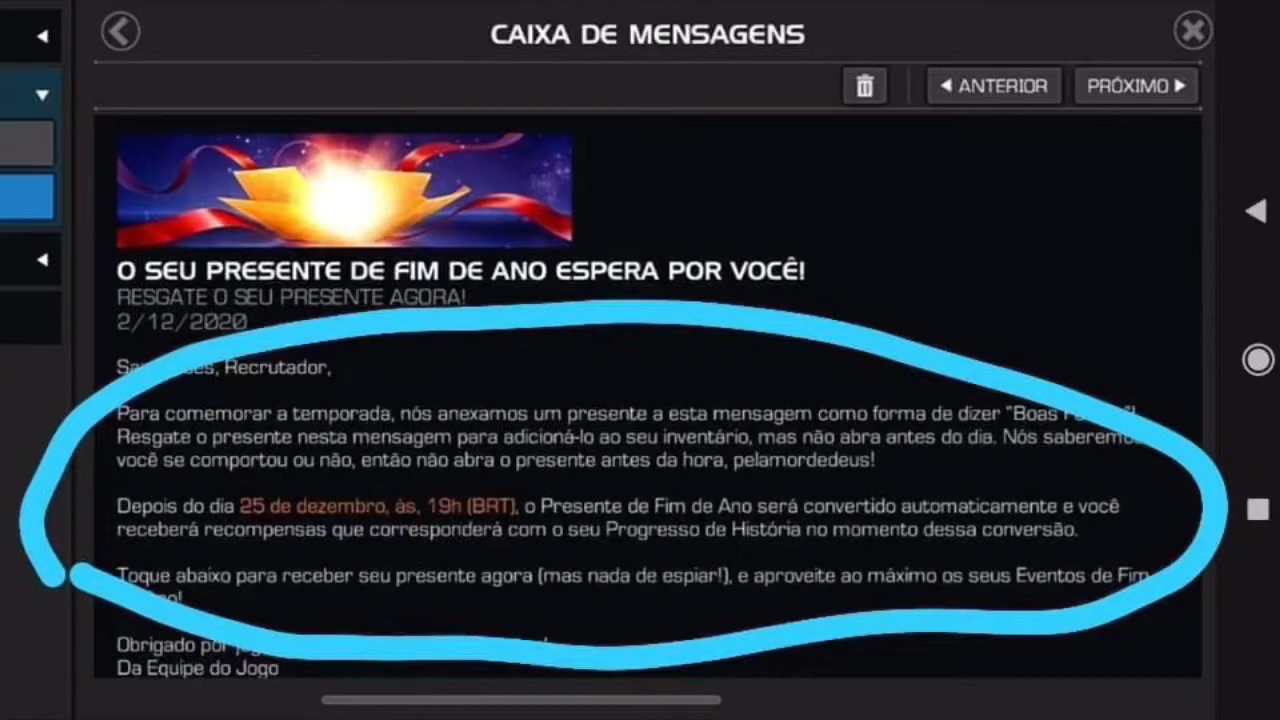 CAIXA DE MENSAGENS
ANTERIOR
PRÓXIMO
O SEU PRESENTE DE FIM DE ANO ESPERA POR VOCÊ!
RESGATE O SEU PRESENTE AGORA!
2/12/2020
Recrutador,
Para comemorar a temporada, nós anexamos um presente a esta mensagem como forma de dizer "Boas
Resgate o presente nesta mensagem para adicioná-lo ao seu inventário, mas não abra antes do dia. Nós
você se comportou ou não, então não abra o presente antes da hora, pelamordedeus!
Depois do dia 25 de dezembro, às, 19h (BRT), o Presente de Fim de Ano será convertido automaticamente e você
receberá recompensas que corresponderá com o seu Progresso de História no momento dessa conversão.
Toque abaixo para receber seu presente agora (mas nada de espiar!), e aproveite ao máximo os seus Eventos de Fim
Obrigado por
Da Equipe do Jogo